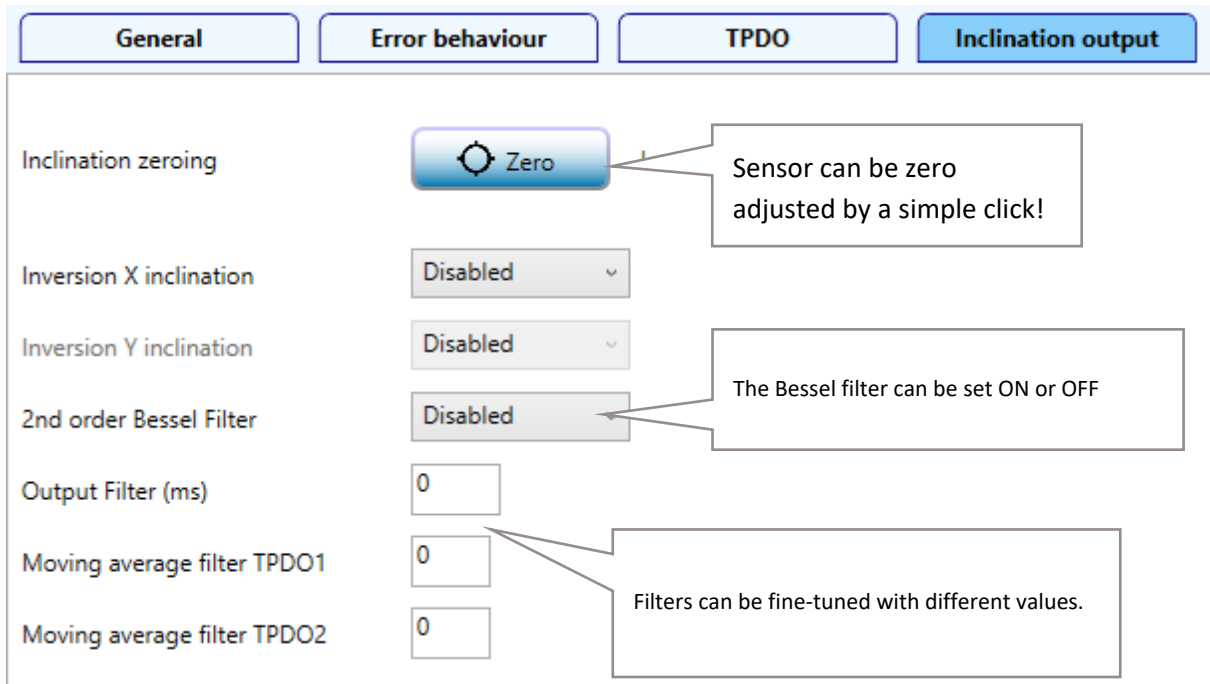 General Error behaviour TPDO Inclination output
Inclination zeroing Zero
Sensor can be zero
adjusted by a simple click!
Inversion X inclination Disabled
Inversion Y inclination Disabled
The Bessel filter can be set ON or OFF
2nd order Bessel Filter Disabled
Output Filter (ms) 0
Moving average filter TPDO1 0
Filters can be fine-tuned with different values.
Moving average filter TPDO2 0